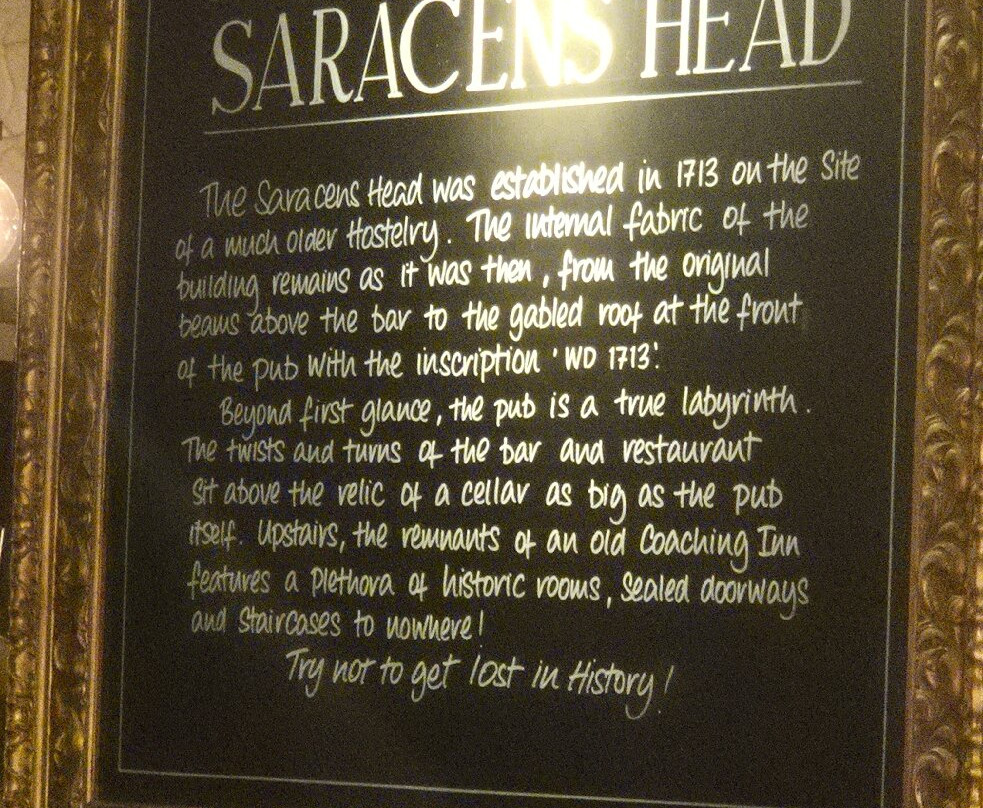 SARACENS HEAD
The Saracens Head was established in 1713 on the Site
of a much older Hostelry. The internal fabric of the
building remains as it was then, from the original
beams above the bar to the gabled roof at the front
of the pub with the inscription 'WD 1713'.
Beyond first glance, the pub is a true labyrinth.
The twists and turns of the bar and restaurant
sit above the relic of a cellar as big as the pub
itself. Upstairs, the remnants of an old Coaching Inn
features a plethora of historic rooms, Sealed doorways
and Staircases to nowhere!
Try not to get lost in History!